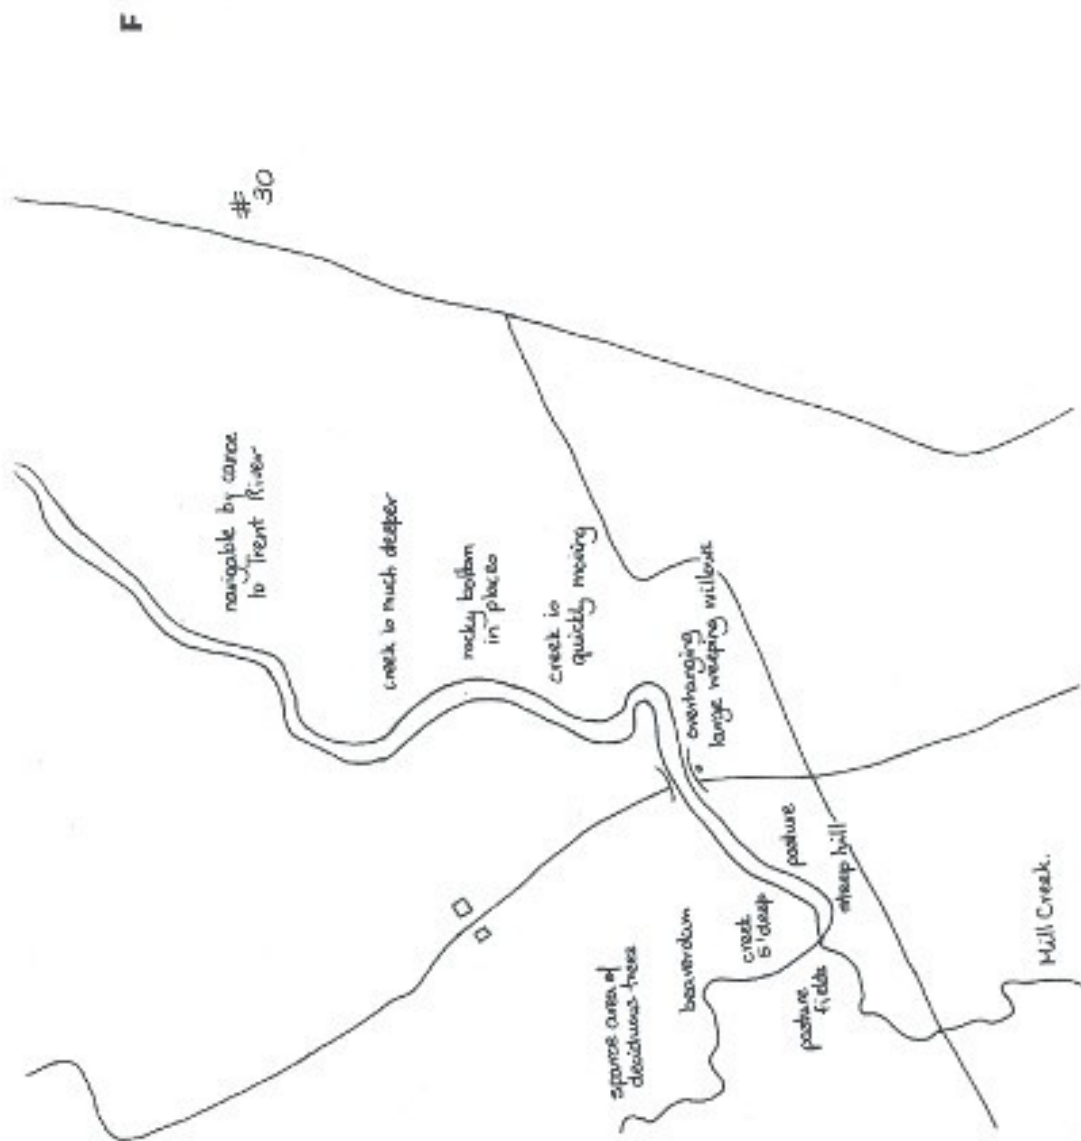 F
#
30
navigable by canoe
to Trent River
creek is much deeper
rocky bottom
in places
creek is
quickly moving
overhanging
large weeping willows
pasture
steep hill
creek
5' deep
beaverdam
sparse area of
deciduous trees
pasture
fields
Mill Creek.